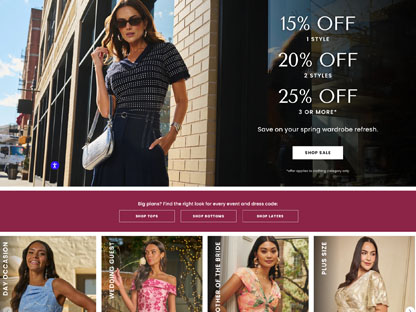 15% OFF
1 STYLE
20% OFF
2 STYLES
25% OFF
3 OR MORE*
Save on your spring wardrobe refresh.
SHOP SALE
*offer applies to clothing category only
Big plans? Find the right look for every event and dress code:
SHOP TOPS
SHOP BOTTOMS
SHOP LAYERS
DAY OCCASION
WEDDING GUEST
MOTHER OF THE BRIDE
PLUS SIZE